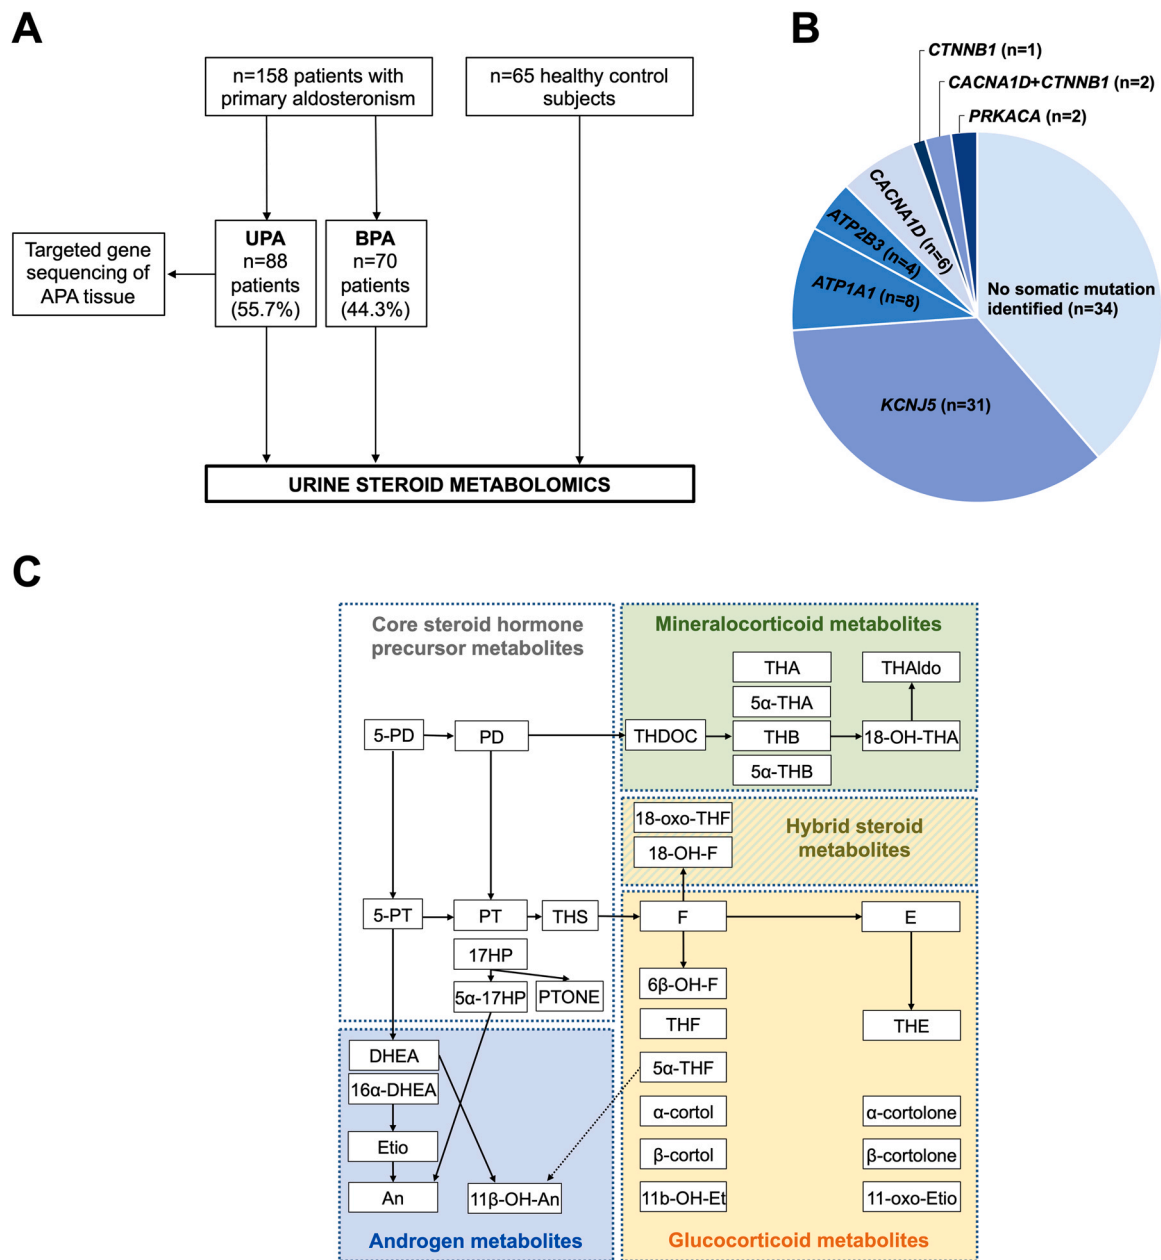 A
n=158 patients with
primary aldosteronism
n=65 healthy control
subjects
Targeted gene
sequencing of
APA tissue
UPA
n=88
patients
(55.7%)
BPA
n=70
patients
(44.3%)
URINE STEROID METABOLOMICS
B
CTNNB1 (n=1)
CACNA1D+CTNNB1 (n=2)
PRKACA (n=2)
CACNA1D (n=6)
ATP2B3 (n=4)
ATP1A1 (n=8)
No somatic mutation
identified (n=34)
KCNJ5 (n=31)
C
Core steroid hormone
precursor metabolites
5-PD
PD
5-PT
PT
THS
17HP
5α-17HP
PTONE
Mineralocorticoid metabolites
THA
THAldo
5α-THA
THDOC
THB
18-OH-THA
5α-THB
18-oxo-THF
18-OH-F
Hybrid steroid
metabolites
F
E
6β-OH-F
THF
THE
5α-THF
α-cortol
α-cortolone
β-cortol
β-cortolone
11b-OH-Et
11-oxo-Etio
Glucocorticoid metabolites
DHEA
16α-DHEA
Etio
An
11β-OH-An
Androgen metabolites